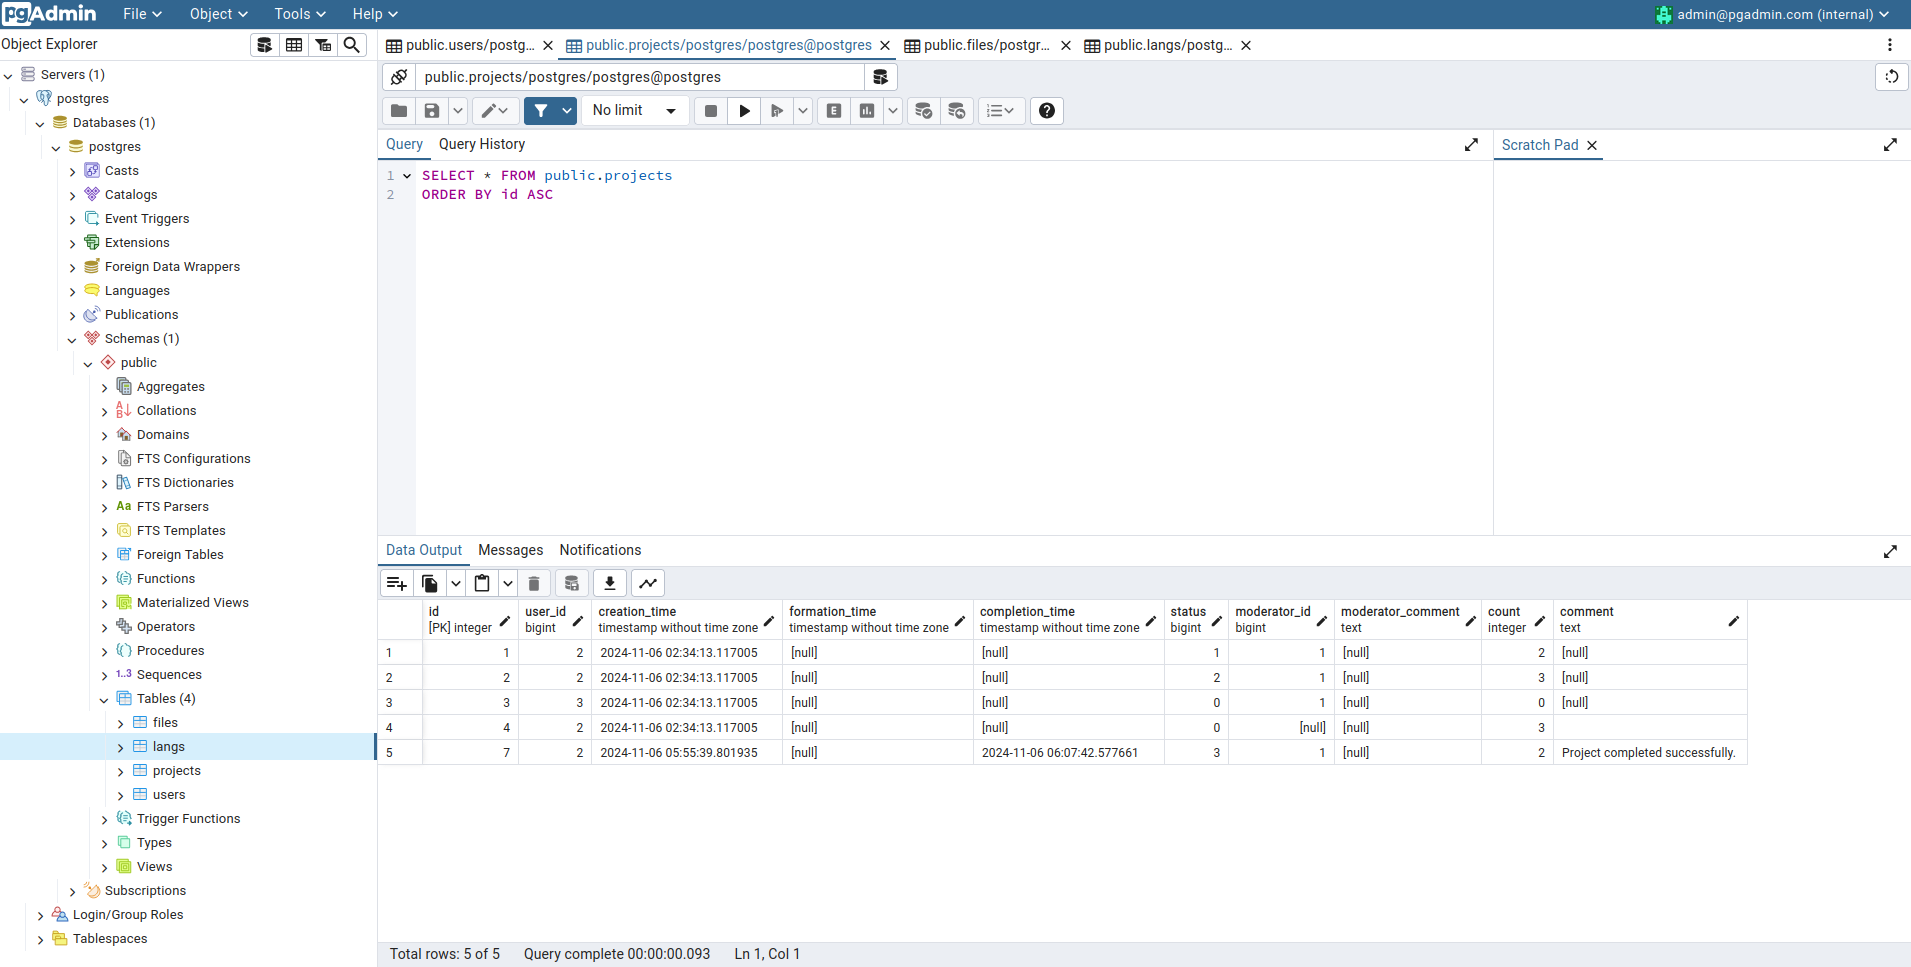 pgAdmin File Object Tools Help admin@pgadmin.com (internal)
Object Explorer
public.users/postg... public.projects/postgres/postgres@postgres public.files/postgr... public.langs/postg...
public.projects/postgres/postgres@postgres
No limit
Query Query History Scratch Pad
1 SELECT * FROM public.projects
2 ORDER BY id ASC
Servers (1)
postgres
Databases (1)
postgres
Casts
Catalogs
Event Triggers
Extensions
Foreign Data Wrappers
Languages
Publications
Schemas (1)
public
Aggregates
Collations
Domains
FTS Configurations
FTS Dictionaries
Aa FTS Parsers
FTS Templates
Foreign Tables
Functions
Materialized Views
Operators
Procedures
1..3 Sequences
Tables (4)
files
langs
projects
users
Trigger Functions
Types
Views
Subscriptions
Login/Group Roles
Tablespaces
Data Output Messages Notifications
id user_id creation_time formation_time completion_time status moderator_id moderator_comment count comment
[PK] integer bigint timestamp without time zone timestamp without time zone timestamp without time zone bigint bigint text integer text
1 1 2 2024-11-06 02:34:13.117005 [null] [null] 1 1 [null] 2 [null]
2 2 2 2024-11-06 02:34:13.117005 [null] [null] 2 1 [null] 3 [null]
3 3 3 2024-11-06 02:34:13.117005 [null] [null] 0 1 [null] 0 [null]
4 4 2 2024-11-06 02:34:13.117005 [null] [null] 0 [null] [null] 3
5 7 2 2024-11-06 05:55:39.801935 [null] 2024-11-06 06:07:42.577661 3 1 [null] 2 Project completed successfully.
Total rows: 5 of 5 Query complete 00:00:00.093 Ln 1, Col 1